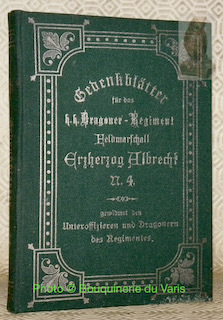 Gedenkblätter
für das
k.k. Dragoner-Regiment
Feldmarschall
Erzherzog Albrecht
N. 4.
gewidmet den
Unteroffizieren und Dragonern
des Regimentes.
Photo © Bouquinerie du Varis